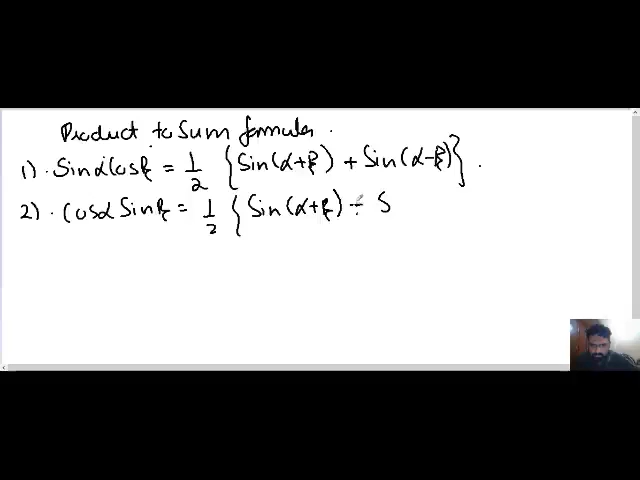 Product to Sum formulas.
1). Sinα Cosβ = 1/2 {Sin(α+β) + Sin(α-β)}.
2). Cosα Sinβ = 1/2 {Sin(α+β) - S